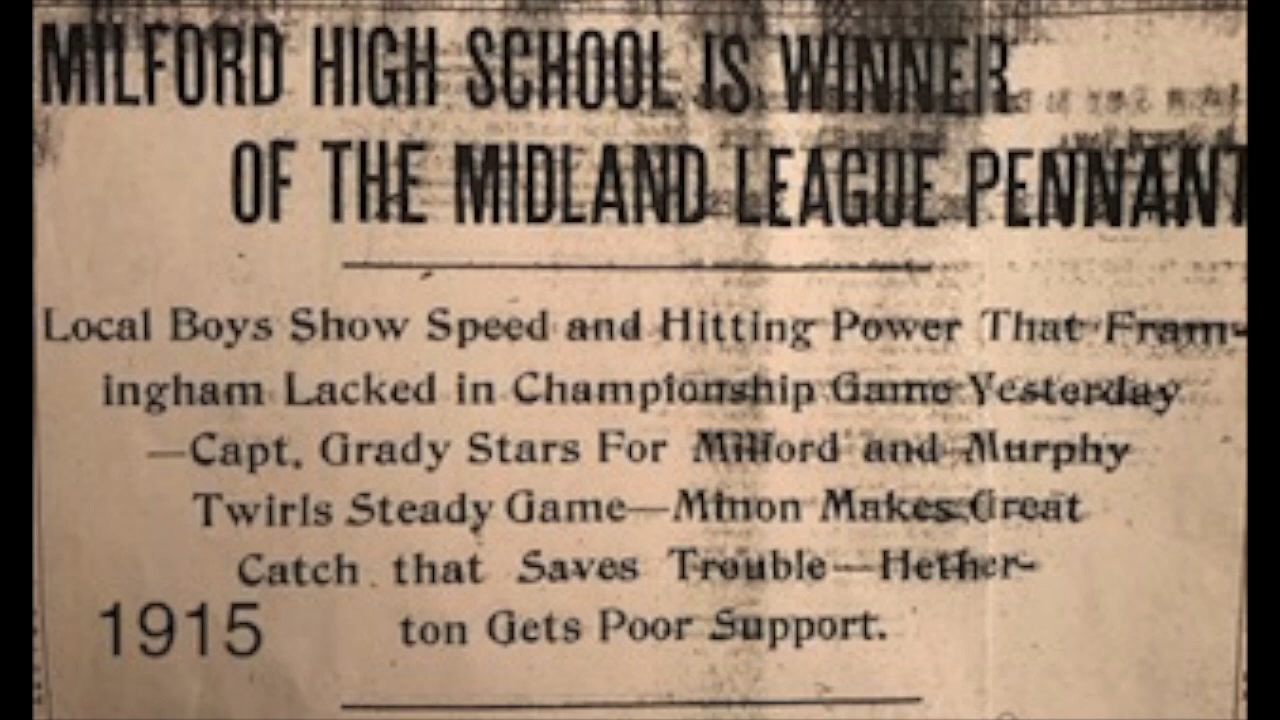 MILFORD HIGH SCHOOL IS WINNER
OF THE MIDLAND LEAGUE PENNANT
Local Boys Show Speed and Hitting Power That Fram-
ingham Lacked in Championship Game Yesterday
—Capt. Grady Stars For Milford and Murphy
Twirls Steady Game—Minon Makes Great
Catch that Saves Trouble—Hether-
ton Gets Poor Support.
1915